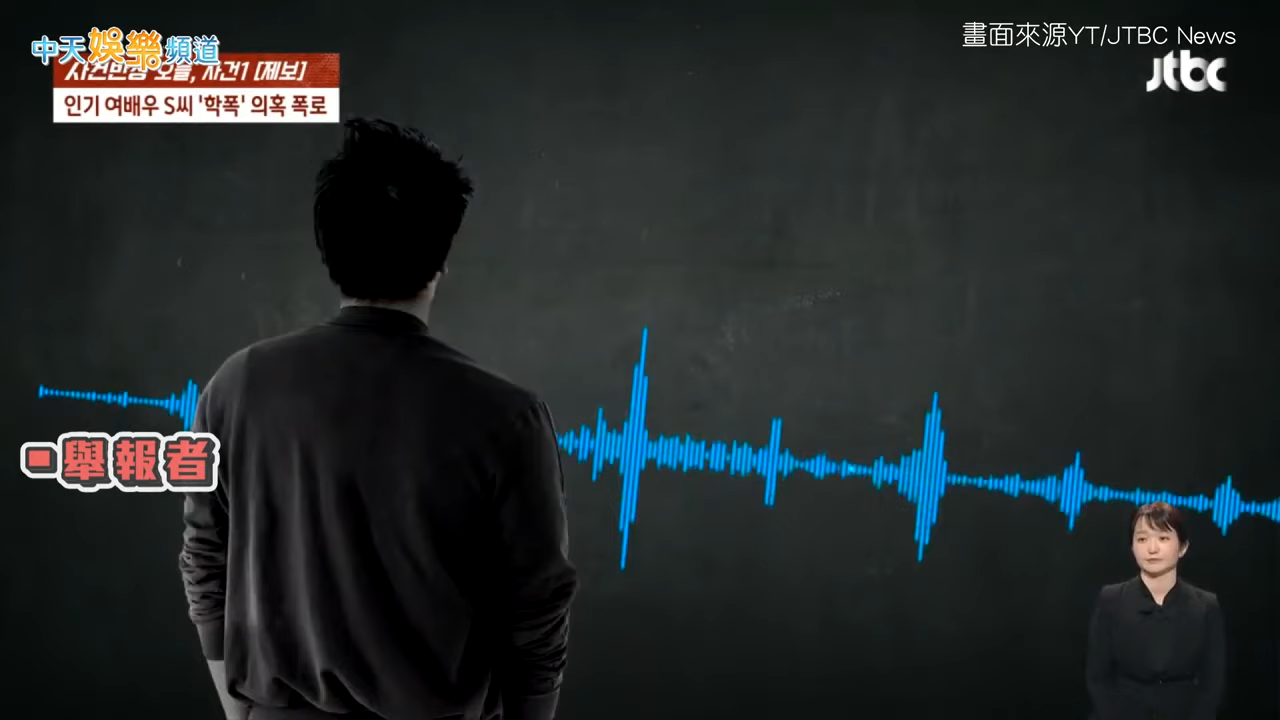 中天娛樂頻道
畫面來源YT/JTBC News
jtbc
사건반장 오늘, 사건1 [제보]
인기 여배우 S씨 '학폭' 의혹 폭로
舉報者